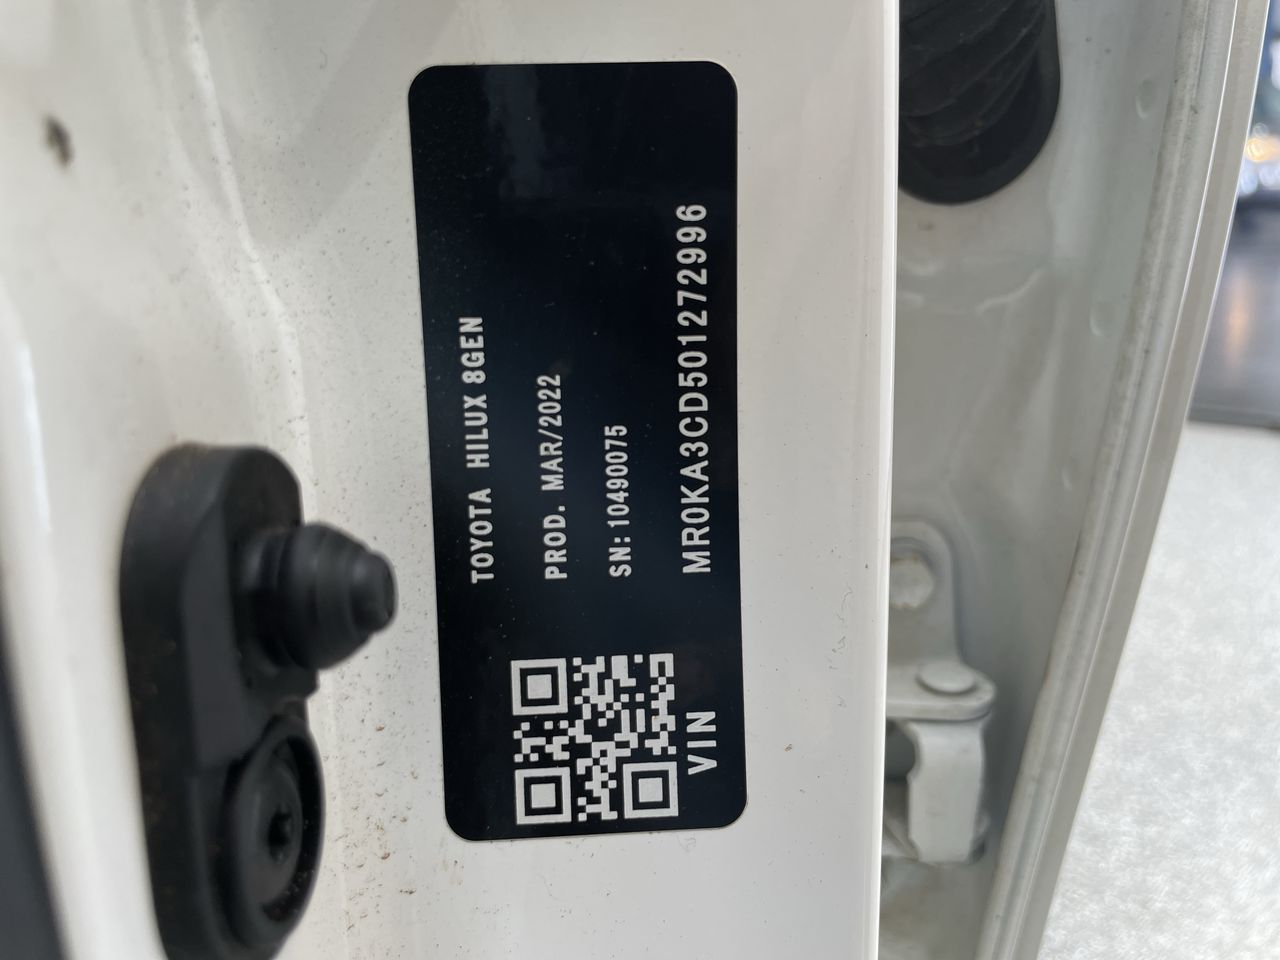 TOYOTA HILUX 8GEN
PROD. MAR/2022
SN:10490075
VIN MR0KA3CD501272996